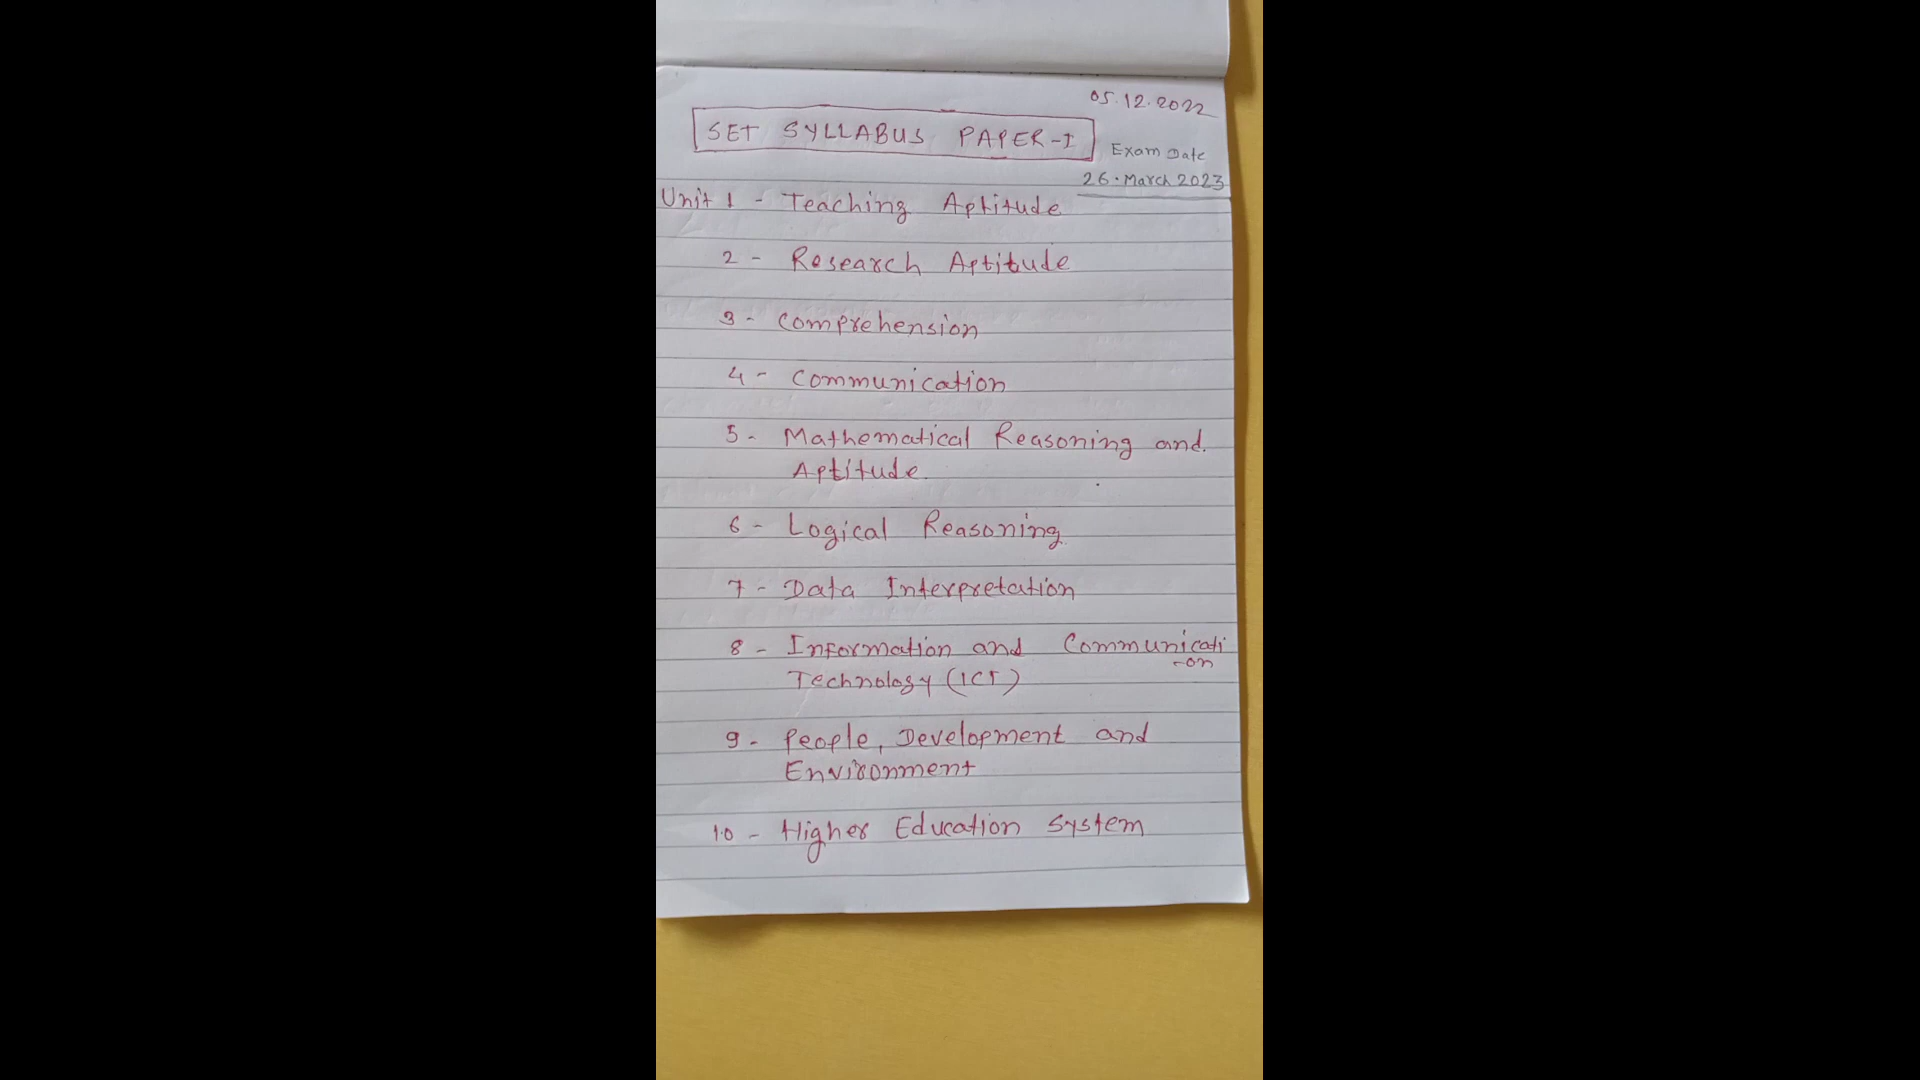 05.12.2022
SET SYLLABUS PAPER-I
Exam Date
26. March 2023
Unit 1 - Teaching Aptitude
2 - Research Aptitude
3 - Comprehension
4 - Communication
5 - Mathematical Reasoning and
Aptitude.
6 - Logical Reasoning
7 - Data Interpretation
8 - Information and Communicati
-on
Technology (ICT)
9 - People, Development and
Environment
10 - Higher Education System